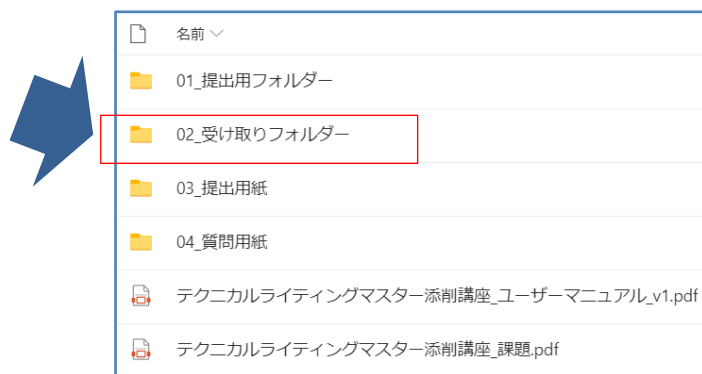 名前
01_提出用フォルダー
02_受け取りフォルダー
03_提出用紙
04_質問用紙
テクニカルライティングマスター添削講座_ユーザーマニュアル_v1.pdf
テクニカルライティングマスター添削講座_課題.pdf